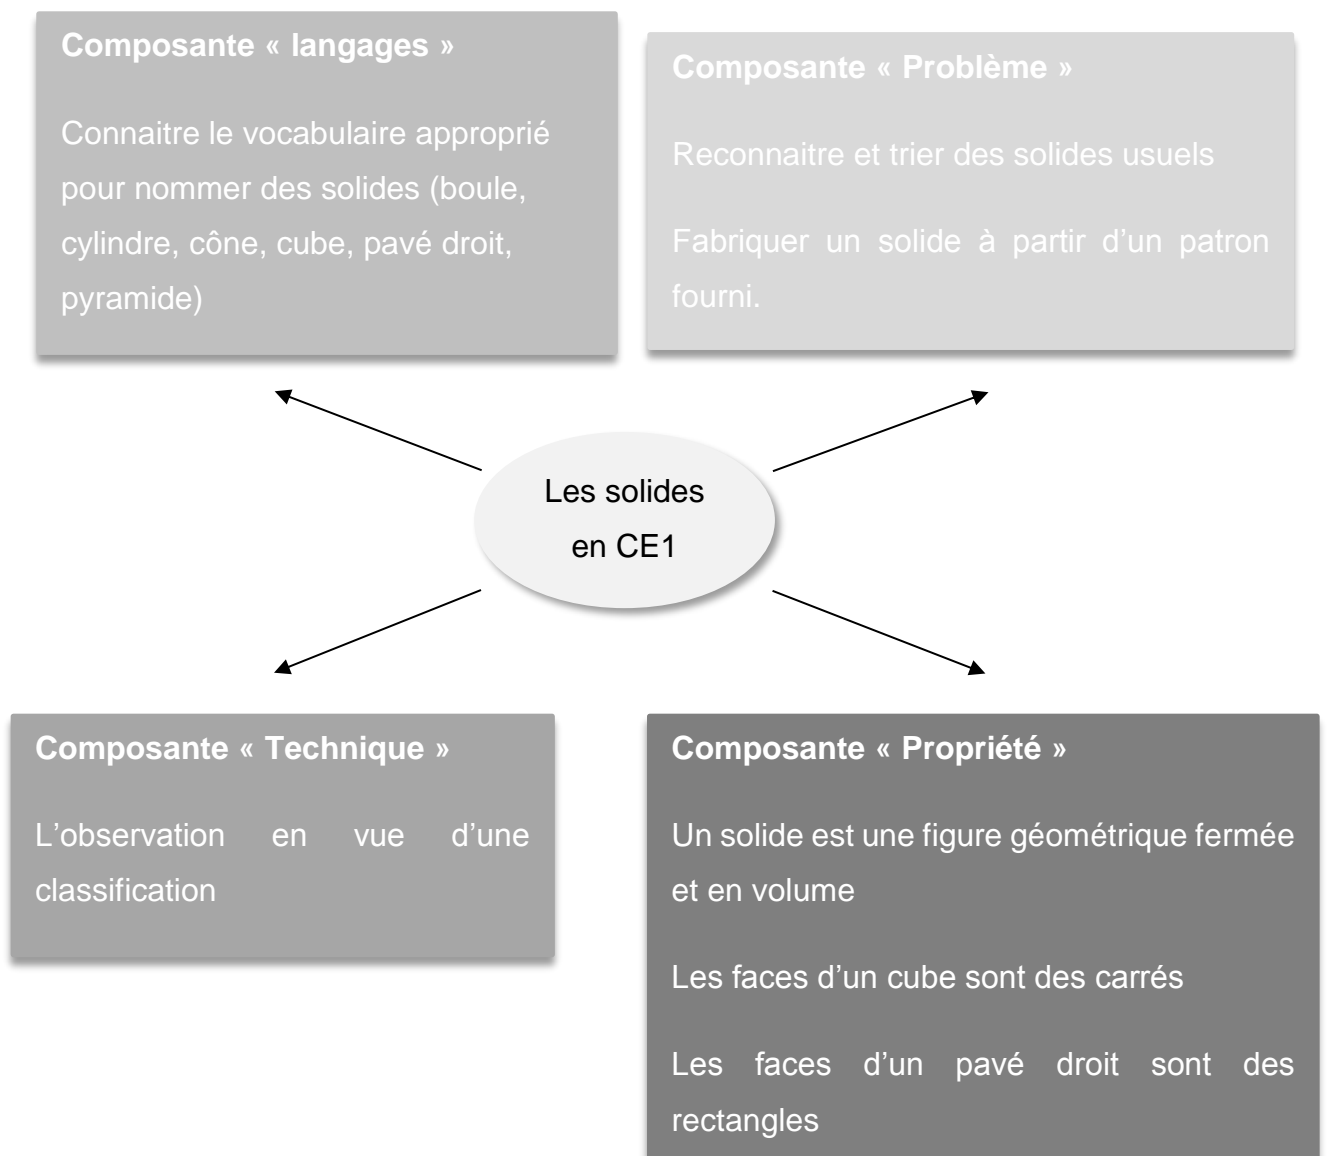 Composante « langages »
Connaitre le vocabulaire approprié
pour nommer des solides (boule,
cylindre, cône, cube, pavé droit,
pyramide)
Composante « Problème »
Reconnaitre et trier des solides usuels
Fabriquer un solide à partir d’un patron
fourni.
Les solides
en CE1
Composante « Technique »
L’observation en vue d’une
classification
Composante « Propriété »
Un solide est une figure géométrique fermée
et en volume
Les faces d’un cube sont des carrés
Les faces d’un pavé droit sont des
rectangles